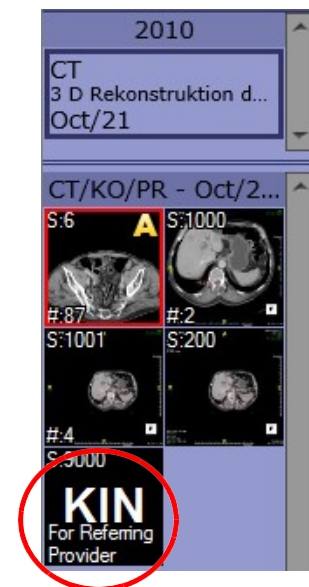 2010
CT
3 D Rekonstruktion d...
Oct/21
CT/KO/PR - Oct/2...
S:6 A S:1000
#:87 #:2
S:1001 S:200
#:4
S:5000
KIN
For Referring
Provider